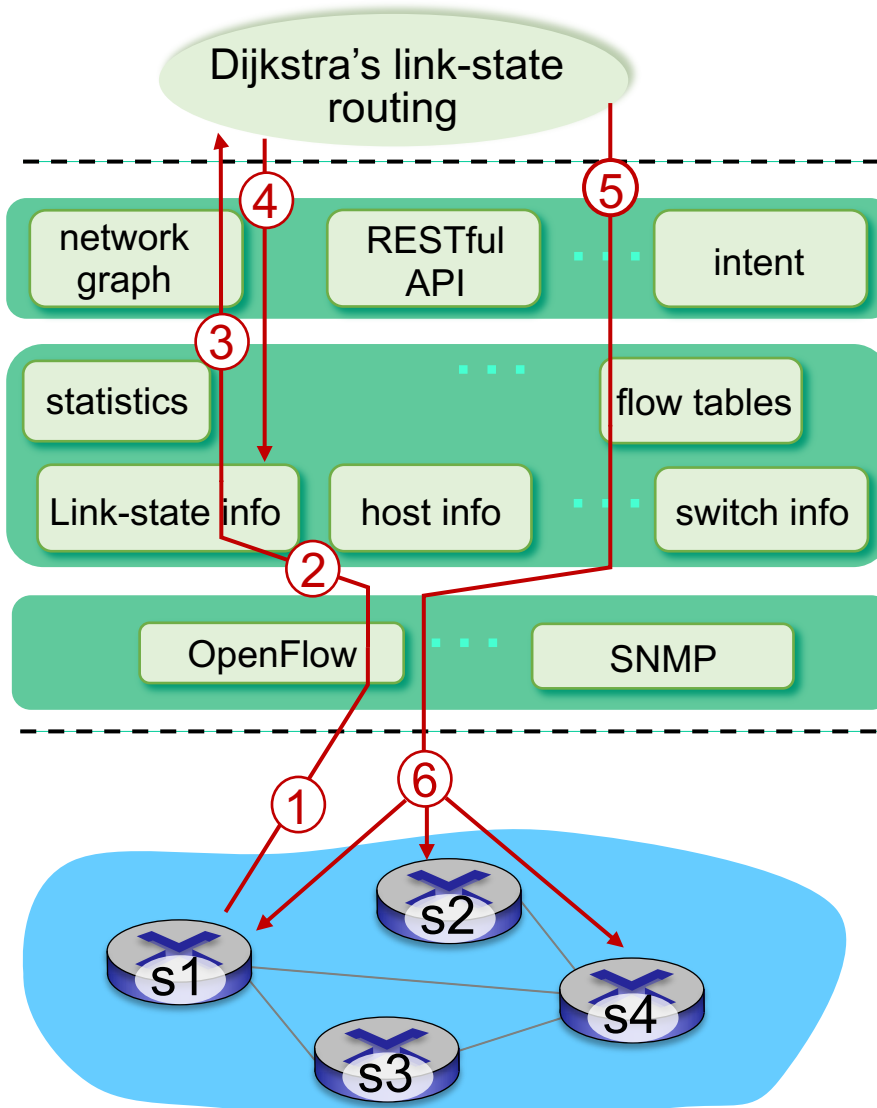 Dijkstra's link-state
routing
4
5
network
graph
RESTful
API
intent
3
statistics
flow tables
Link-state info
host info
switch info
2
OpenFlow
SNMP
1
6
s2
s1
s4
s3